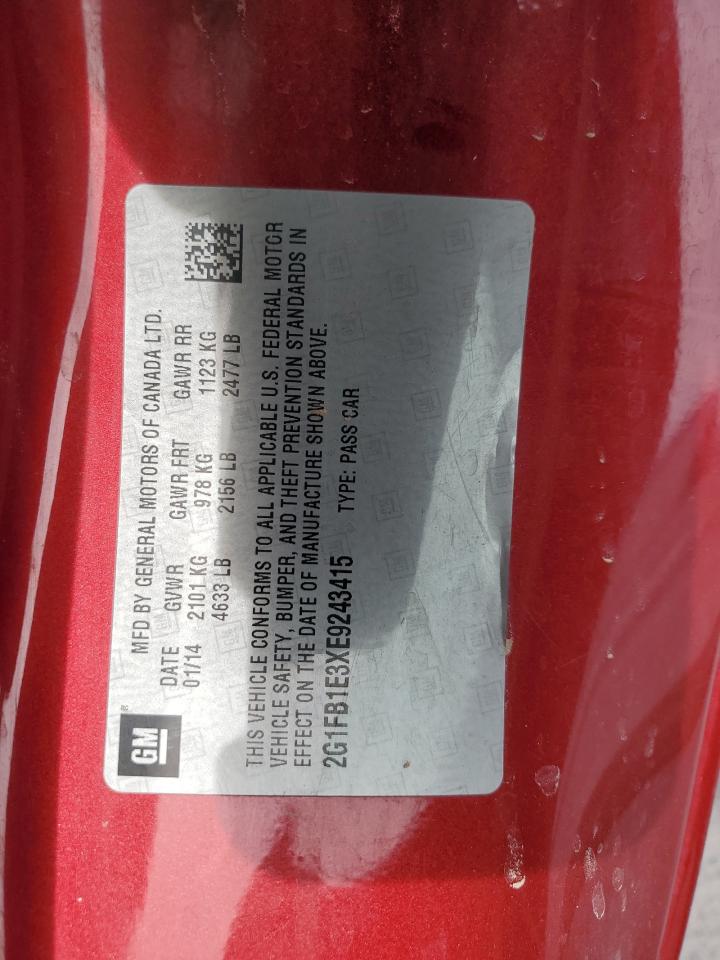 GM®
MFD BY GENERAL MOTORS OF CANADA LTD.
DATE GVWR GAWR FRT GAWR RR
01/14 2101 KG 978 KG 1123 KG
4633 LB 2156 LB 2477 LB
THIS VEHICLE CONFORMS TO ALL APPLICABLE U.S. FEDERAL MOTOR
VEHICLE SAFETY, BUMPER, AND THEFT PREVENTION STANDARDS IN
EFFECT ON THE DATE OF MANUFACTURE SHOWN ABOVE.
2G1FB1E3XE9243415 TYPE: PASS CAR